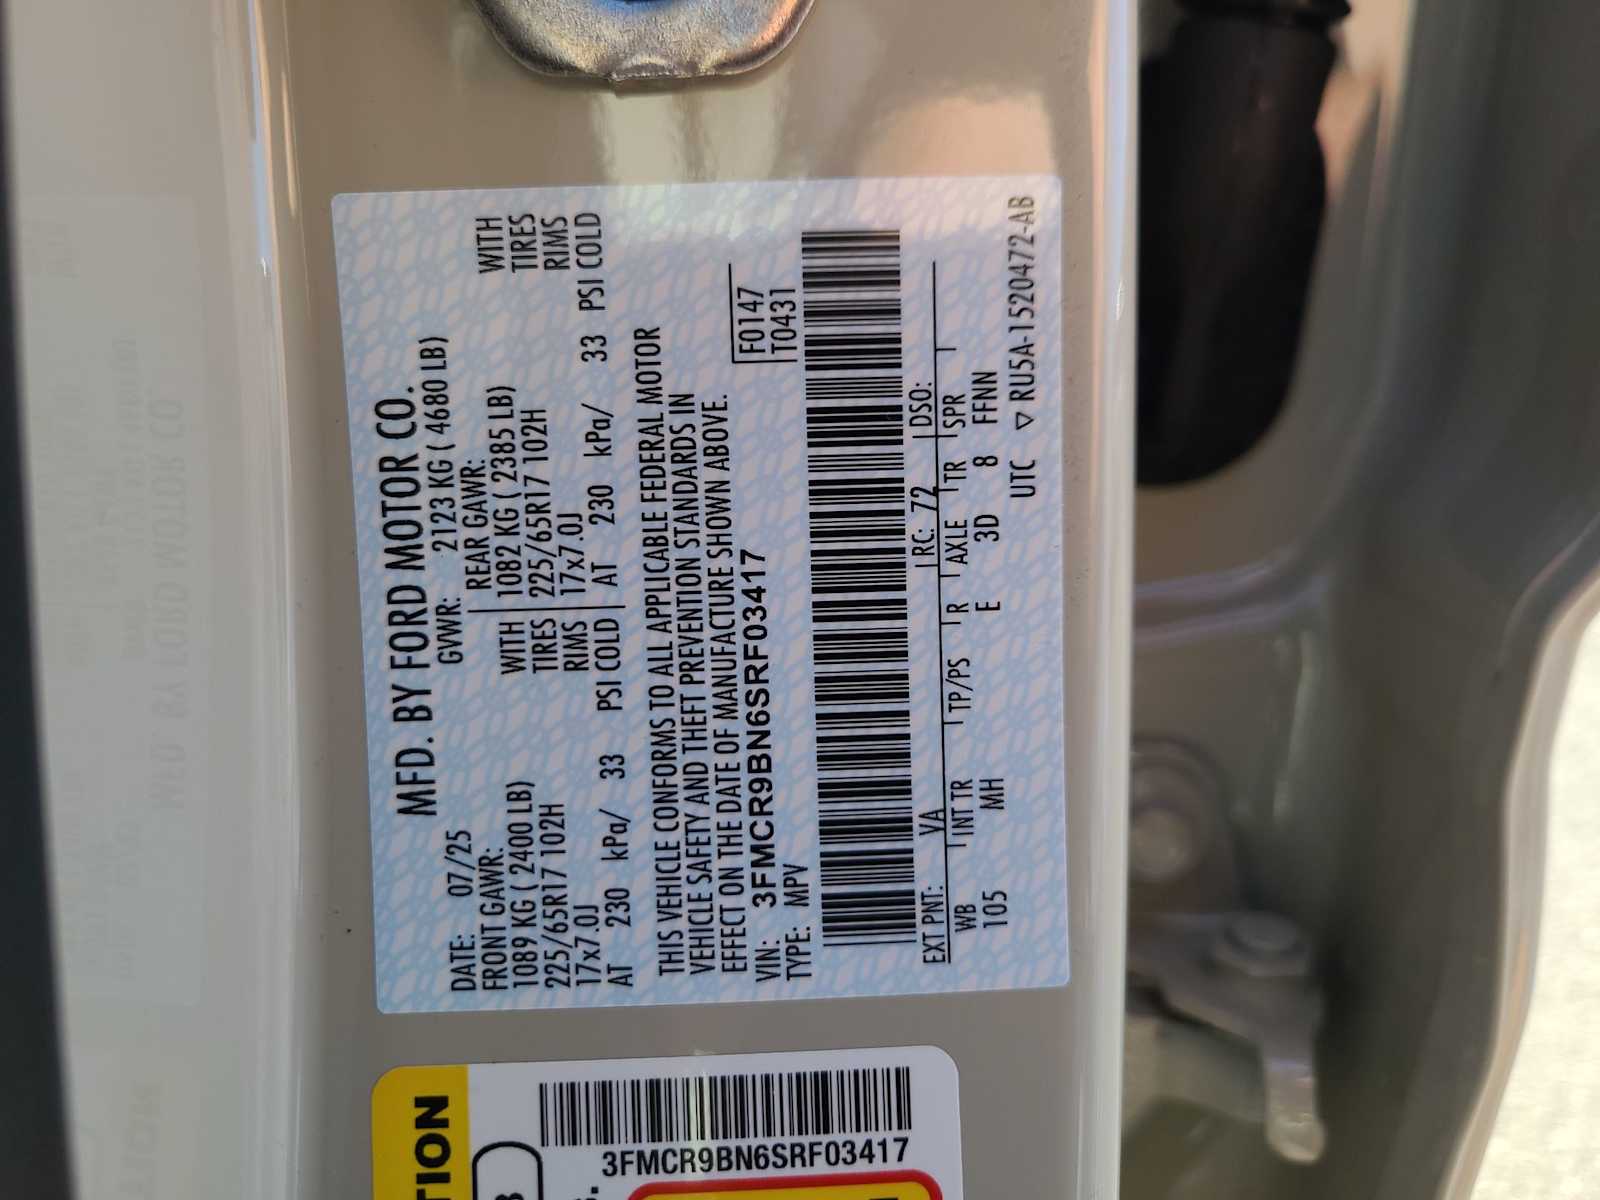 MFD. BY FORD MOTOR CO.
DATE: 07/25 GVWR: 2123 KG ( 4680 LB)
FRONT GAWR: REAR GAWR:
1089 KG ( 2400 LB) WITH 1082 KG ( 2385 LB) WITH
225/65R17 102H TIRES 225/65R17 102H TIRES
17x7.0J RIMS 17x7.0J RIMS
AT 230 kPa/ 33 PSI COLD AT 230 kPa/ 33 PSI COLD
THIS VEHICLE CONFORMS TO ALL APPLICABLE FEDERAL MOTOR
VEHICLE SAFETY AND THEFT PREVENTION STANDARDS IN
EFFECT ON THE DATE OF MANUFACTURE SHOWN ABOVE.
VIN: 3FMCR9BN6SRF03417 F0147
TYPE: MPV T0431
EXT PNT: YA RC: 72 DSO:
WB INT TR TP/PS R AXLE TR SPR
105 MH E 3D 8 FFNN
UTC ▽ RU5A-1520472-AB
TION
3FMCR9BN6SRF03417